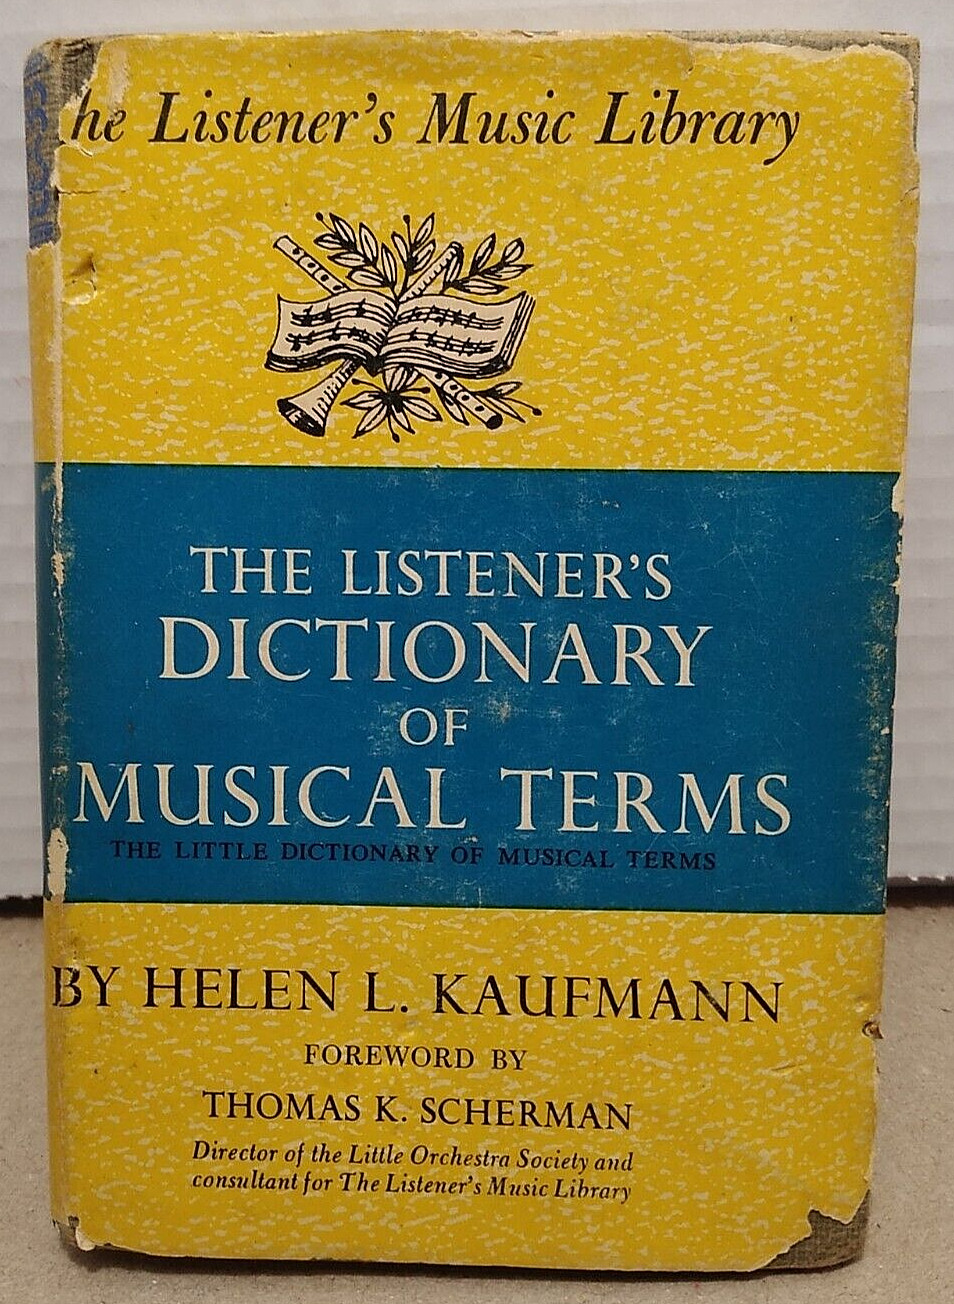 he Listener's Music Library
THE LISTENER'S
DICTIONARY
OF
MUSICAL TERMS
THE LITTLE DICTIONARY OF MUSICAL TERMS
BY HELEN L. KAUFMANN
FOREWORD BY
THOMAS K. SCHERMAN
Director of the Little Orchestra Society and
consultant for The Listener's Music Library